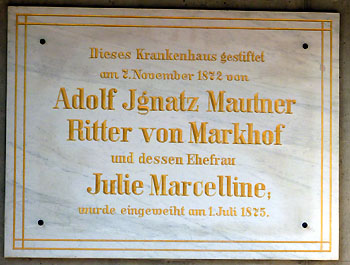 Dieses Krankenhaus gestiftet
am 2. November 1872 von
Adolf Jgnatz Mautner
Ritter von Markhof
und dessen Ehefrau
Julie Marcelline,
wurde eingeweiht am 1. Juli 1875.